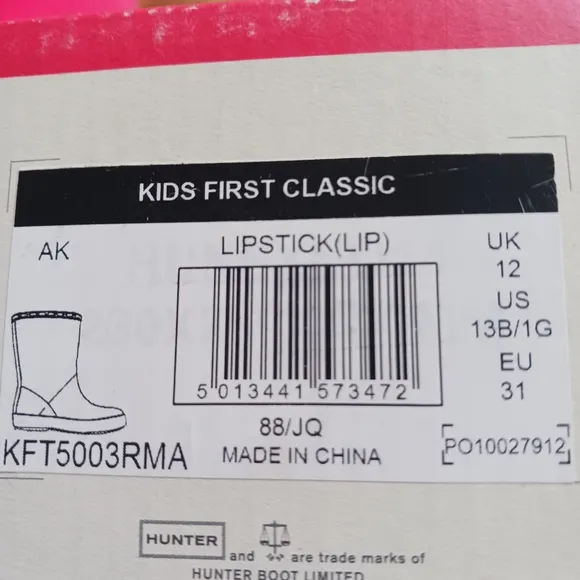 KIDS FIRST CLASSIC
AK
LIPSTICK(LIP)
UK
12
US
13B/1G
EU
31
5 013441 573472
88/JQ
MADE IN CHINA
KFT5003RMA
PO10027912
HUNTER and are trade marks of
HUNTER BOOT LIMITED